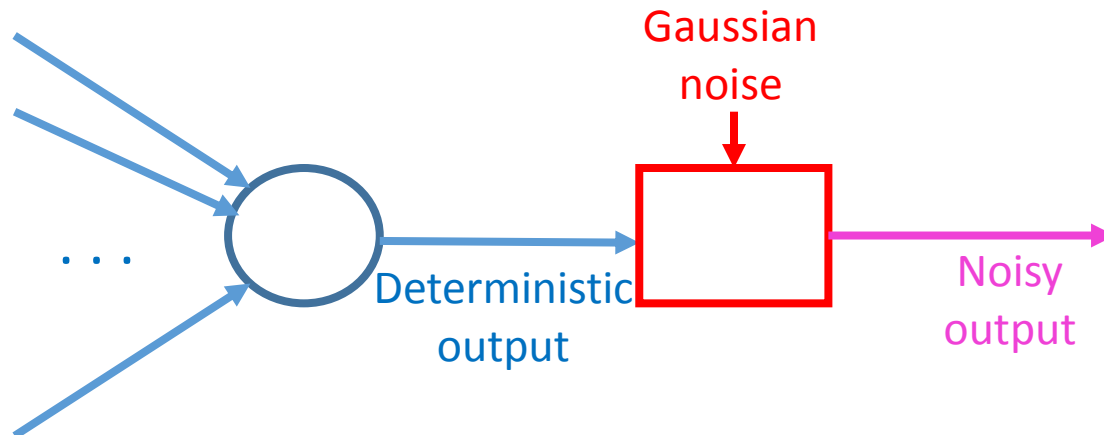 Gaussian
noise
. . .
Deterministic
output
Noisy
output